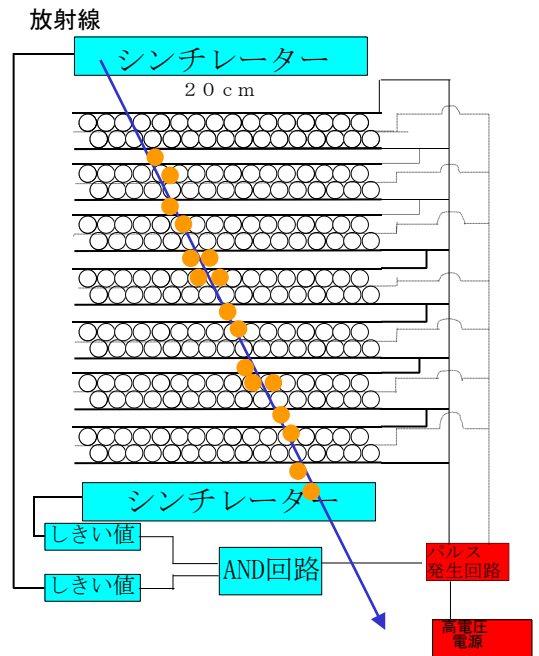 放射線
シンチレーター
２０ｃｍ
シンチレーター
しきい値
しきい値
AND回路
パルス
発生回路
高電圧
電源